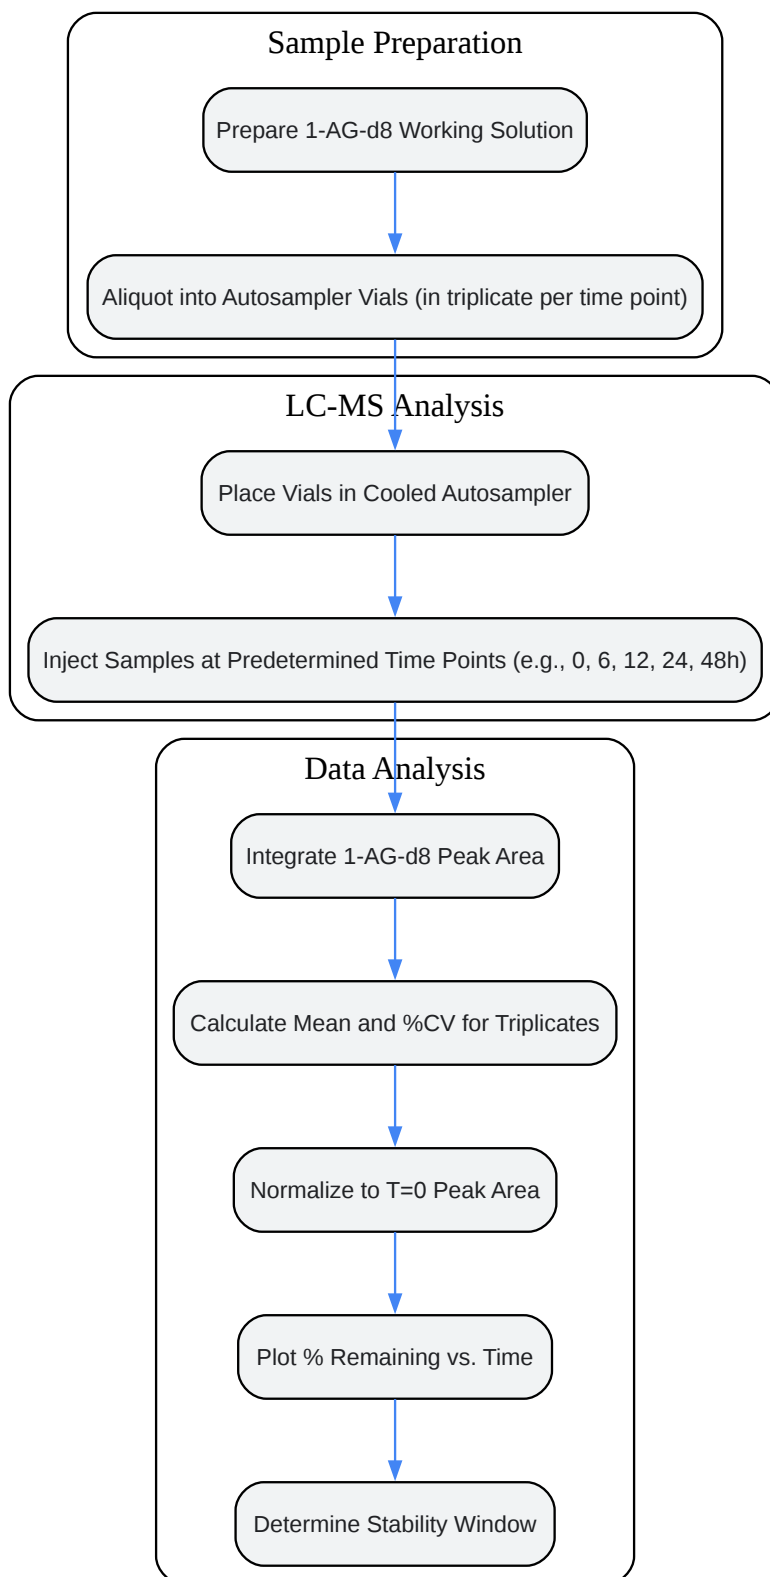 Sample Preparation
Prepare 1-AG-d8 Working Solution
Aliquot into Autosampler Vials (in triplicate per time point)
LC-MS Analysis
Place Vials in Cooled Autosampler
Inject Samples at Predetermined Time Points (e.g., 0, 6, 12, 24, 48h)
Data Analysis
Integrate 1-AG-d8 Peak Area
Calculate Mean and %CV for Triplicates
Normalize to T=0 Peak Area
Plot % Remaining vs. Time
Determine Stability Window